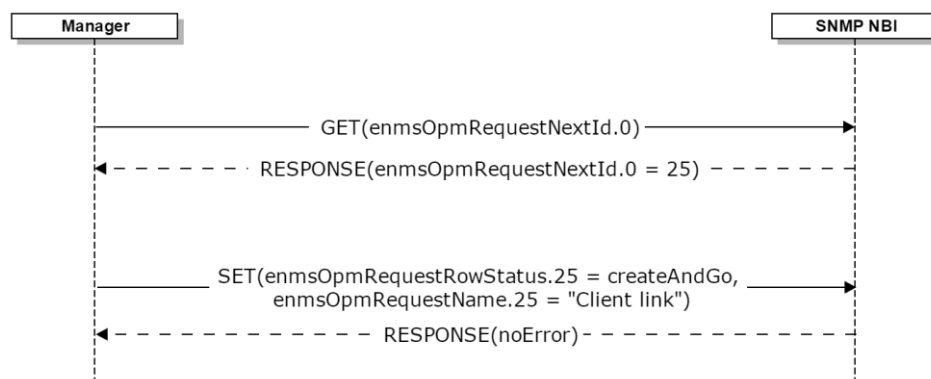 Manager
SNMP NBI
GET(enmsOpmRequestNextId.0)
RESPONSE(enmsOpmRequestNextId.0 = 25)
SET(enmsOpmRequestRowStatus.25 = createAndGo,
enmsOpmRequestName.25 = "Client link")
RESPONSE(noError)